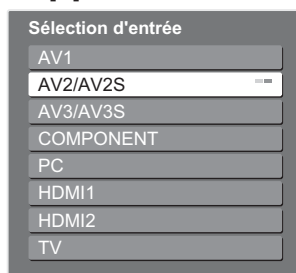 Sélection d'entrée
AV1
AV2/AV2S
AV3/AV3S
COMPONENT
PC
HDMI1
HDMI2
TV